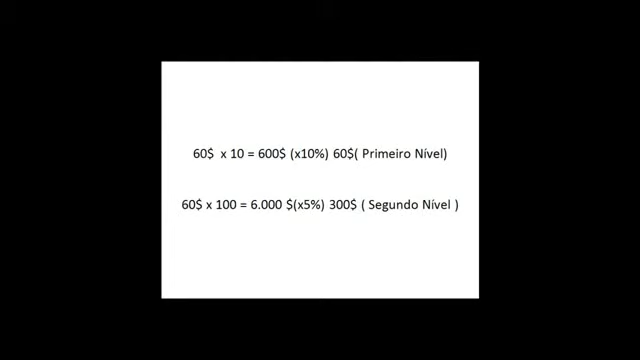 60$ x 10 = 600$ (x10%) 60$( Primeiro Nível)
60$ x 100 = 6.000 $(x5%) 300$ ( Segundo Nível )